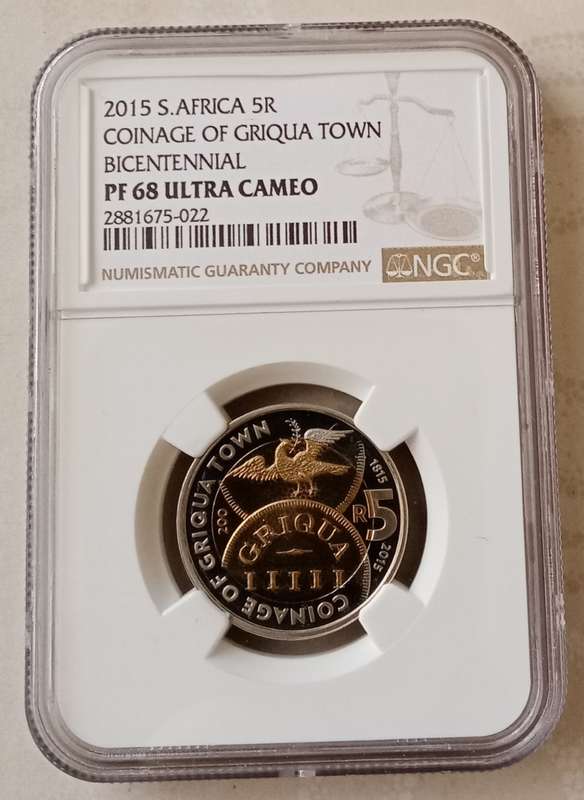 2015 S.AFRICA 5R
COINAGE OF GRIQUA TOWN
BICENTENNIAL
PF 68 ULTRA CAMEO
2881675-022
NUMISMATIC GUARANTY COMPANY
NGC®
COINAGE OF GRIQUA TOWN
200
1815
R5
2015
GRIQUA
IIIII